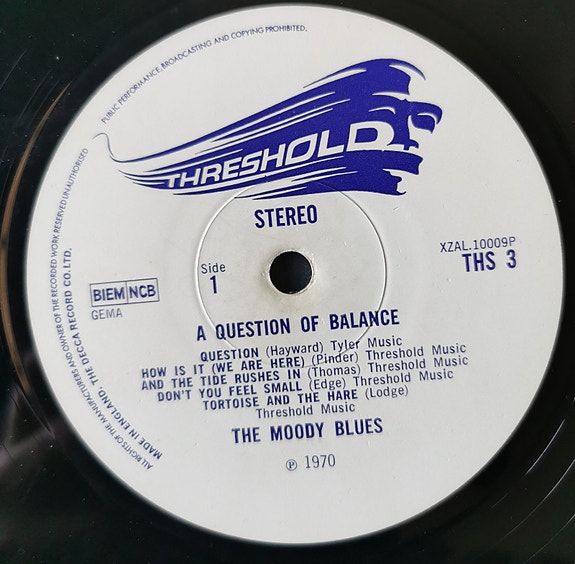 PUBLIC PERFORMANCE, BROADCASTING AND COPYING PROHIBITED.
THRESHOLD
STEREO
XZAL.10009P
THS 3
Side
1
BIEM NCB
GEMA
A QUESTION OF BALANCE
QUESTION (Hayward) Tyler Music
HOW IS IT (WE ARE HERE) (Pinder) Threshold Music
AND THE TIDE RUSHES IN (Thomas) Threshold Music
DON'T YOU FEEL SMALL (Edge) Threshold Music
TORTOISE AND THE HARE (Lodge)
Threshold Music
THE MOODY BLUES
℗ 1970
ALL RIGHTS OF THE MANUFACTURER AND OWNER OF THE RECORDED WORK RESERVED UNAUTHORISED
MADE IN ENGLAND. THE DECCA RECORD CO. LTD.